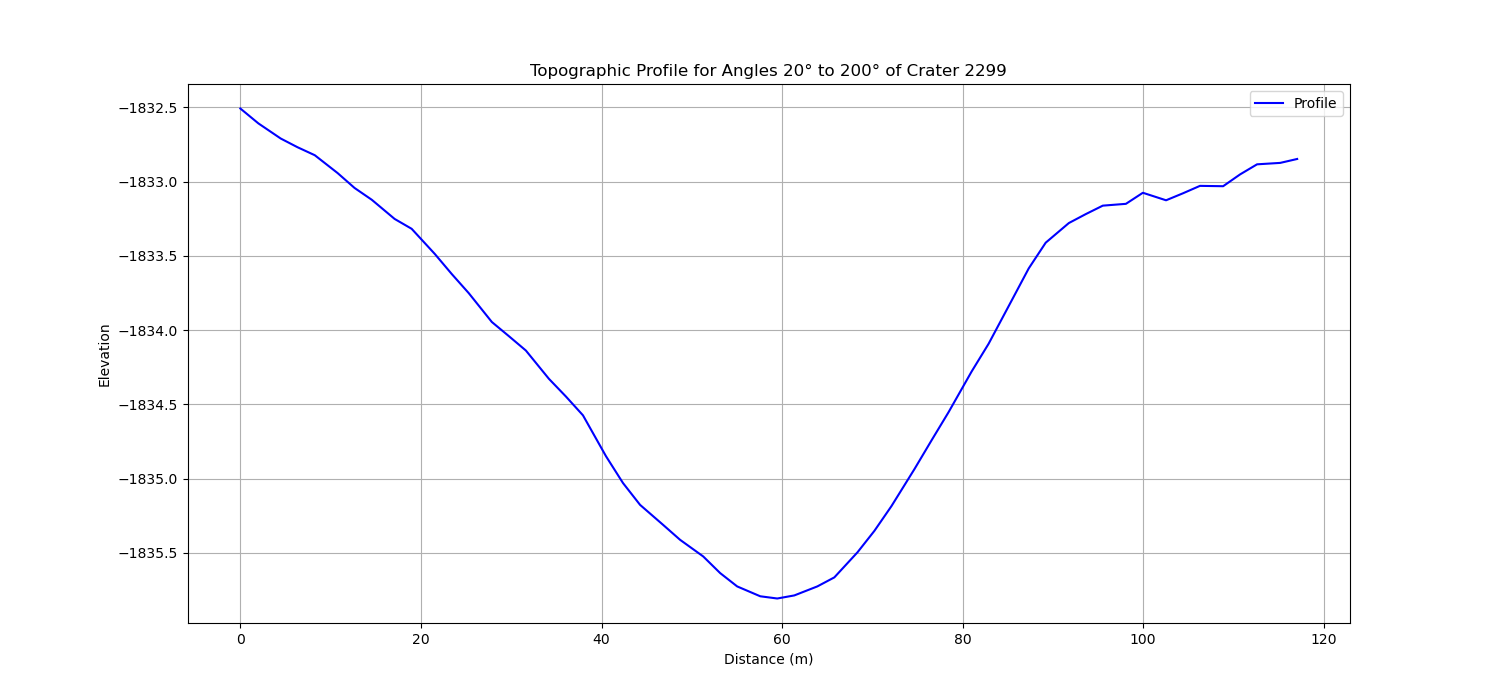 Topographic Profile for Angles 20° to 200° of Crater 2299
Profile
−1832.5
−1833.0
−1833.5
−1834.0
−1834.5
−1835.0
−1835.5
Elevation
0 20 40 60 80 100 120
Distance (m)